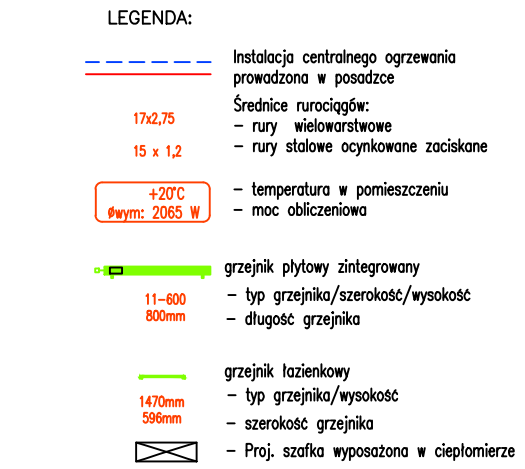 LEGENDA:
Instalacja centralnego ogrzewania
prowadzona w posadzce
Średnice rurociągów:
17x2,75 – rury wielowarstwowe
15 x 1,2 – rury stalowe ocynkowane zaciskane
+20°C – temperatura w pomieszczeniu
øwym: 2065 W – moc obliczeniowa
grzejnik płytowy zintegrowany
11–600 – typ grzejnika/szerokość/wysokość
800mm – długość grzejnika
grzejnik łazienkowy
1470mm – typ grzejnika/wysokość
596mm – szerokość grzejnika
– Proj. szafka wyposażona w ciepłomierze